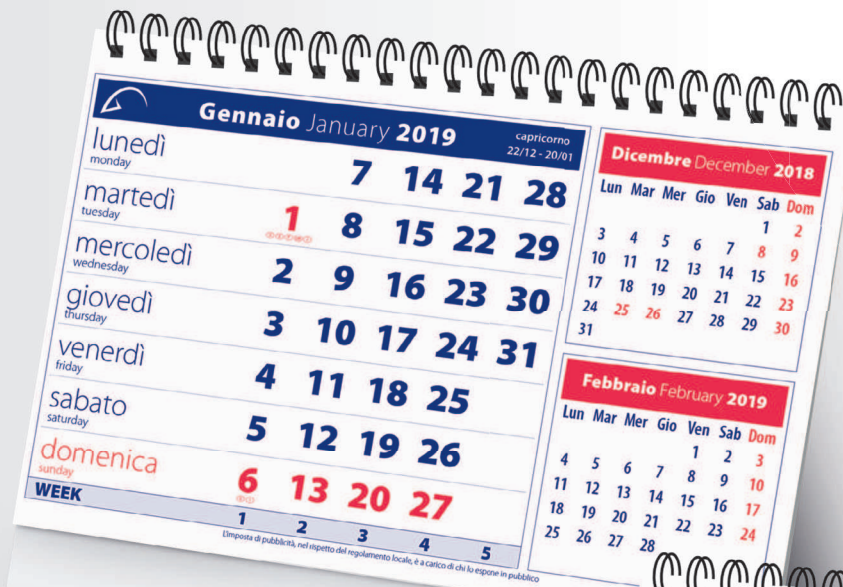 Gennaio January 2019
capricorno
22/12 - 20/01
lunedì 7 14 21 28
monday
martedì 1 8 15 22 29
tuesday
mercoledì 2 9 16 23 30
wednesday
giovedì 3 10 17 24 31
thursday
venerdì 4 11 18 25
friday
sabato 5 12 19 26
saturday
domenica 6 13 20 27
sunday
WEEK 1 2 3 4 5
L'imposta di pubblicità, nel rispetto del regolamento locale, è a carico di chi lo espone in pubblico
Dicembre December 2018
Lun Mar Mer Gio Ven Sab Dom
1 2
3 4 5 6 7 8 9
10 11 12 13 14 15 16
17 18 19 20 21 22 23
24 25 26 27 28 29 30
31
Febbraio February 2019
Lun Mar Mer Gio Ven Sab Dom
1 2 3
4 5 6 7 8 9 10
11 12 13 14 15 16 17
18 19 20 21 22 23 24
25 26 27 28